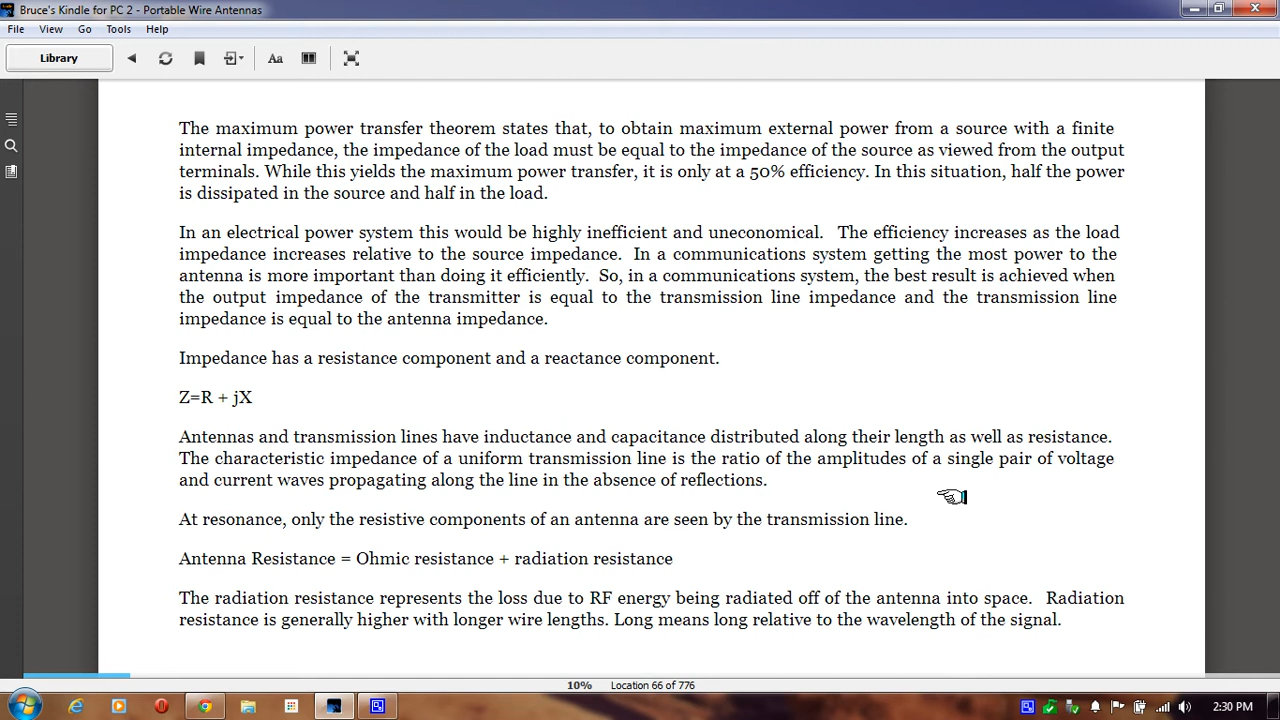 Bruce's Kindle for PC 2 - Portable Wire Antennas
File View Go Tools Help
Library
Aa
The maximum power transfer theorem states that, to obtain maximum external power from a source with a finite
internal impedance, the impedance of the load must be equal to the impedance of the source as viewed from the output
terminals. While this yields the maximum power transfer, it is only at a 50% efficiency. In this situation, half the power
is dissipated in the source and half in the load.
In an electrical power system this would be highly inefficient and uneconomical. The efficiency increases as the load
impedance increases relative to the source impedance. In a communications system getting the most power to the
antenna is more important than doing it efficiently. So, in a communications system, the best result is achieved when
the output impedance of the transmitter is equal to the transmission line impedance and the transmission line
impedance is equal to the antenna impedance.
Impedance has a resistance component and a reactance component.
Z=R + jX
Antennas and transmission lines have inductance and capacitance distributed along their length as well as resistance.
The characteristic impedance of a uniform transmission line is the ratio of the amplitudes of a single pair of voltage
and current waves propagating along the line in the absence of reflections.
At resonance, only the resistive components of an antenna are seen by the transmission line.
Antenna Resistance = Ohmic resistance + radiation resistance
The radiation resistance represents the loss due to RF energy being radiated off of the antenna into space. Radiation
resistance is generally higher with longer wire lengths. Long means long relative to the wavelength of the signal.
10% Location 66 of 776
2:30 PM